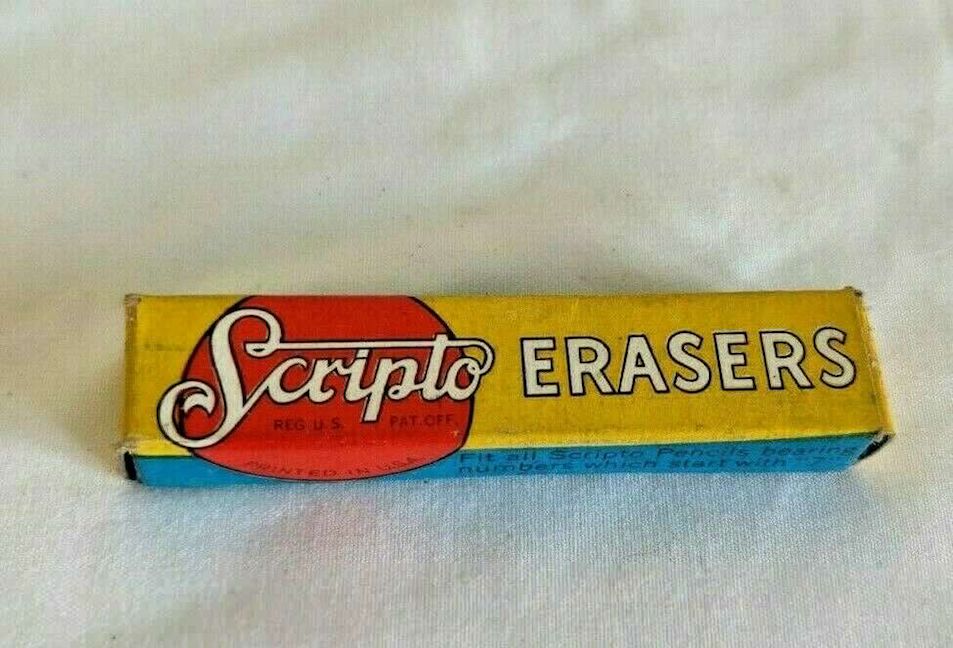 Scripto ERASERS
REG U.S. PAT. OFF.
PRINTED IN U.S.A.
Fit all Scripto Pencils bearing
numbers which start with